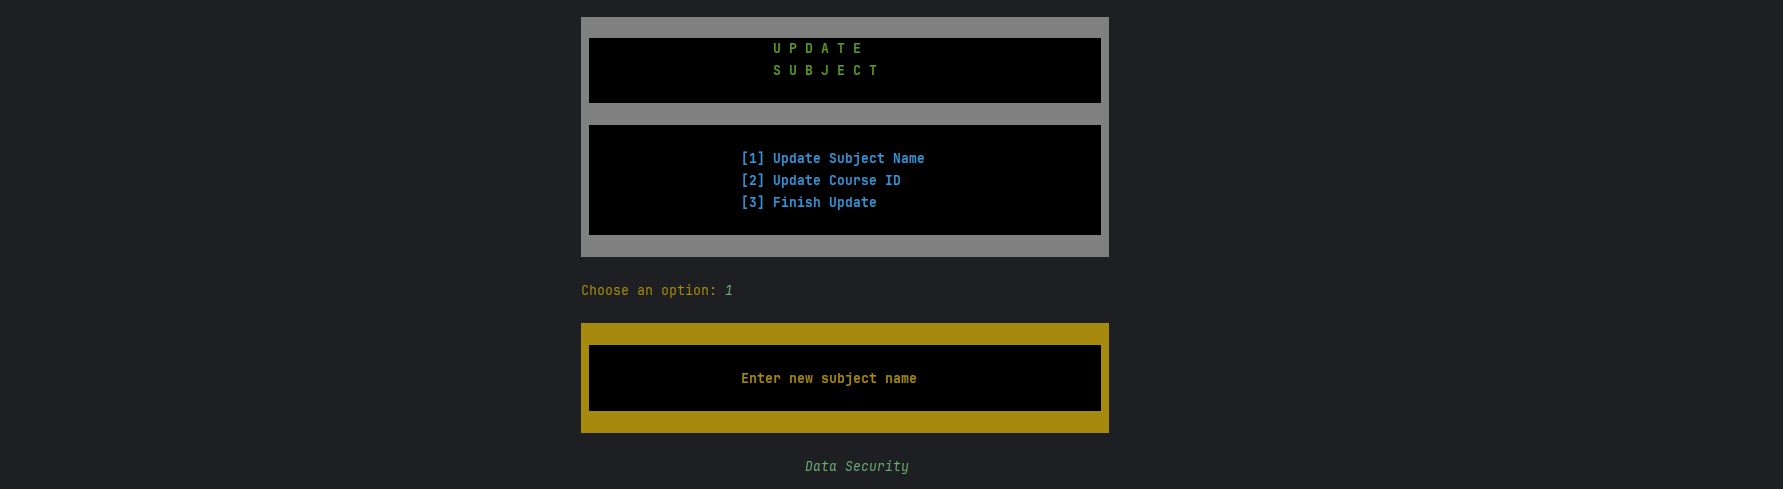 U P D A T E
S U B J E C T
[1] Update Subject Name
[2] Update Course ID
[3] Finish Update
Choose an option: 1
Enter new subject name
Data Security